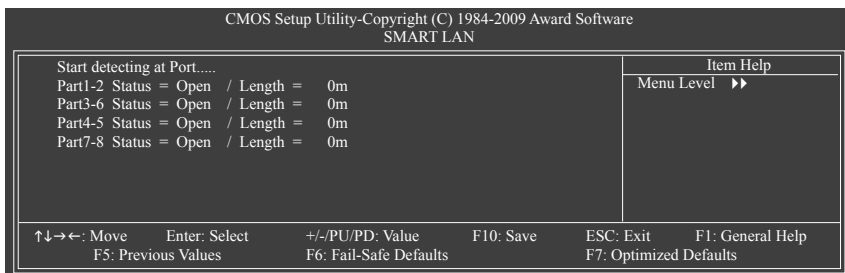 CMOS Setup Utility-Copyright (C) 1984-2009 Award Software
SMART LAN
Start detecting at Port.....
Part1-2 Status = Open / Length = 0m
Part3-6 Status = Open / Length = 0m
Part4-5 Status = Open / Length = 0m
Part7-8 Status = Open / Length = 0m
Item Help
Menu Level ▶▶
↑↓→←: Move Enter: Select +/-/PU/PD: Value F10: Save ESC: Exit F1: General Help
F5: Previous Values F6: Fail-Safe Defaults F7: Optimized Defaults